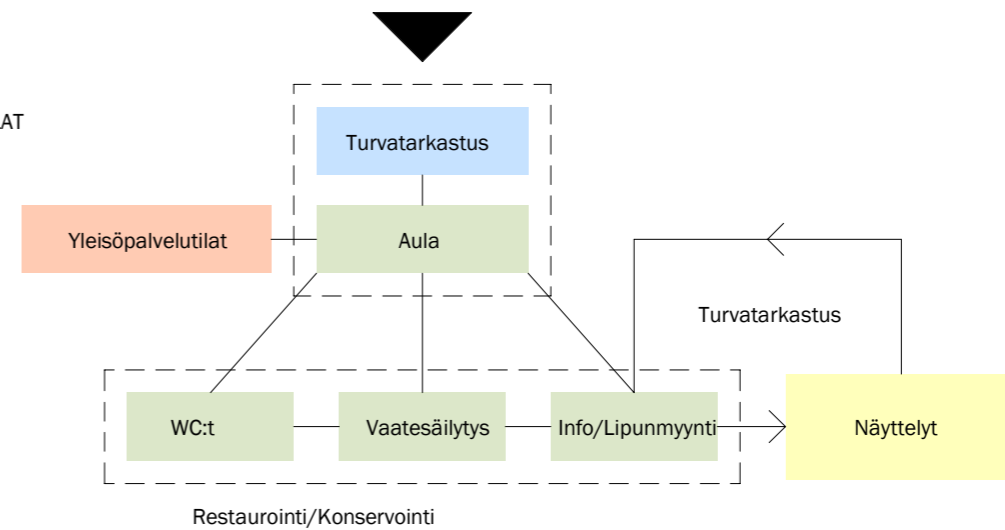 AT
Turvatarkastus
Yleisöpalvelutilat
Aula
Turvatarkastus
WC:t
Vaatesäilytys
Info/Lipunmyynti
Näyttelyt
Restaurointi/Konservointi